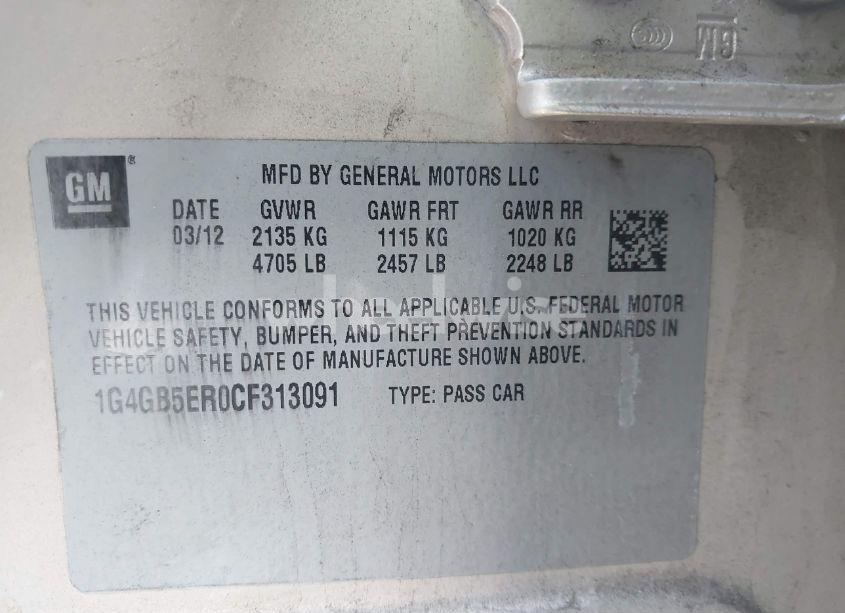 GM
GM ®
MFD BY GENERAL MOTORS LLC
DATE GVWR GAWR FRT GAWR RR
03/12 2135 KG 1115 KG 1020 KG
4705 LB 2457 LB 2248 LB
THIS VEHICLE CONFORMS TO ALL APPLICABLE U.S. FEDERAL MOTOR
VEHICLE SAFETY, BUMPER, AND THEFT PREVENTION STANDARDS IN
EFFECT ON THE DATE OF MANUFACTURE SHOWN ABOVE.
1G4GB5ER0CF313091 TYPE: PASS CAR